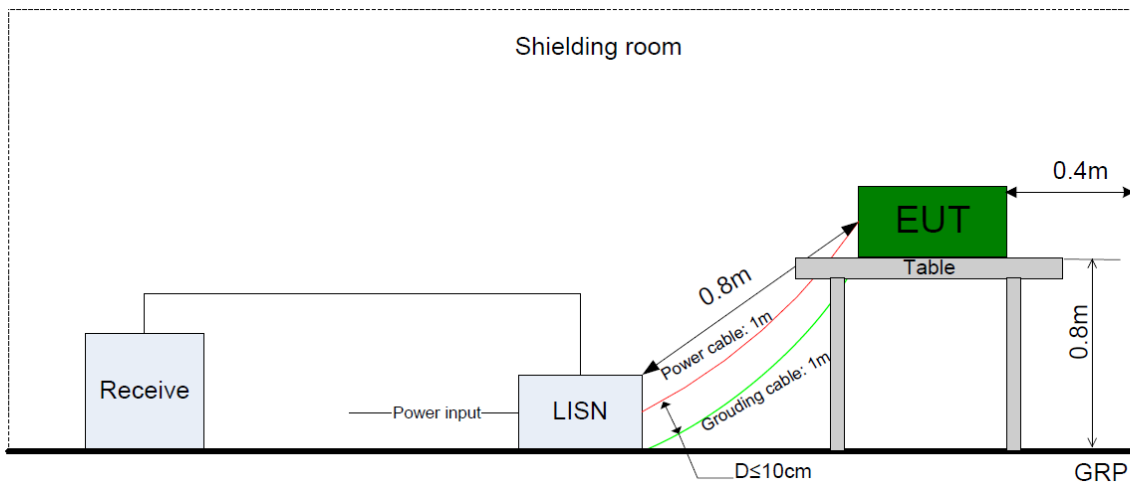 Shielding room
0.4m
EUT
Table
0.8m
Power cable: 1m
0.8m
Grouding cable: 1m
Receive
Power input
LISN
D≤10cm
GRP